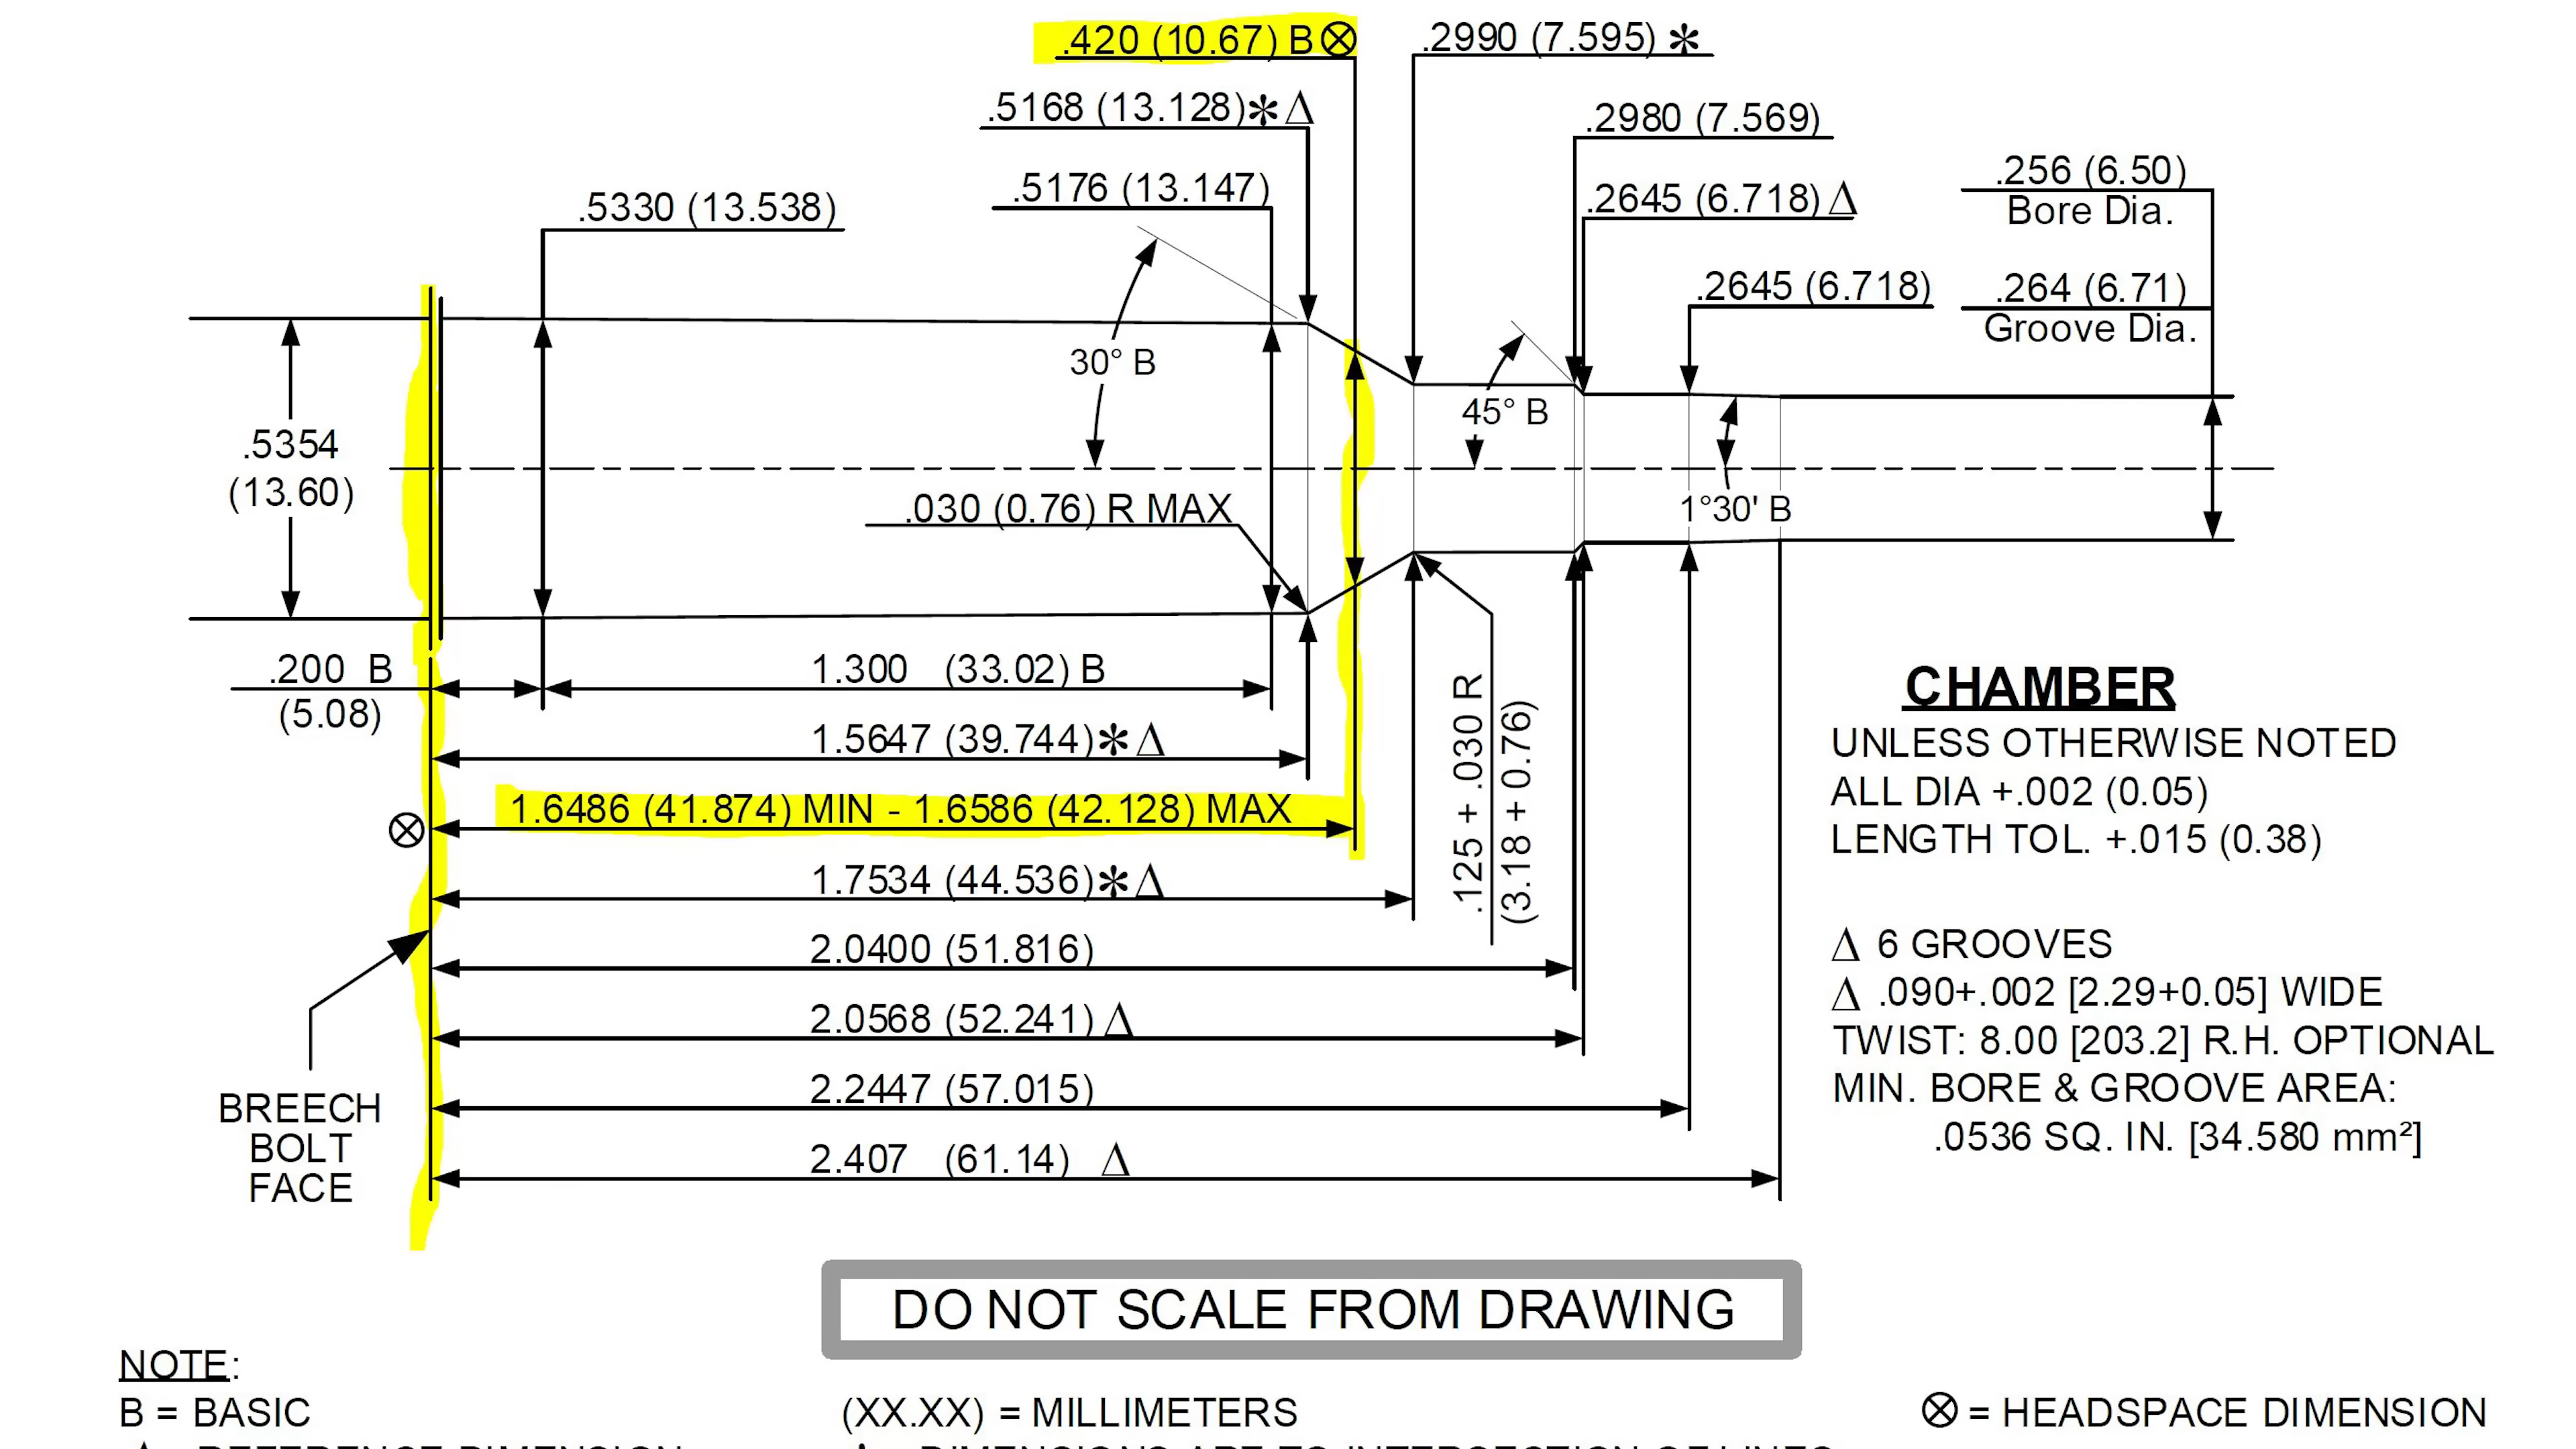 .420 (10.67) B⊗
.2990 (7.595) *
.5168 (13.128)* Δ
.2980 (7.569)
.5176 (13.147)
.5330 (13.538)
.2645 (6.718) Δ
.256 (6.50)
Bore Dia.
.2645 (6.718)
.264 (6.71)
Groove Dia.
30° B
45° B
.5354
(13.60)
.030 (0.76) R MAX
1°30' B
.200 B
(5.08)
1.300 (33.02) B
1.5647 (39.744)* Δ
1.6486 (41.874) MIN - 1.6586 (42.128) MAX
⊗
1.7534 (44.536)* Δ
2.0400 (51.816)
2.0568 (52.241) Δ
2.2447 (57.015)
2.407 (61.14) Δ
.125 + .030 R
(3.18 + 0.76)
BREECH
BOLT
FACE
CHAMBER
UNLESS OTHERWISE NOTED
ALL DIA +.002 (0.05)
LENGTH TOL. +.015 (0.38)
Δ 6 GROOVES
Δ .090+.002 [2.29+0.05] WIDE
TWIST: 8.00 [203.2] R.H. OPTIONAL
MIN. BORE & GROOVE AREA:
.0536 SQ. IN. [34.580 mm²]
DO NOT SCALE FROM DRAWING
NOTE:
B = BASIC
(XX.XX) = MILLIMETERS
⊗ = HEADSPACE DIMENSION